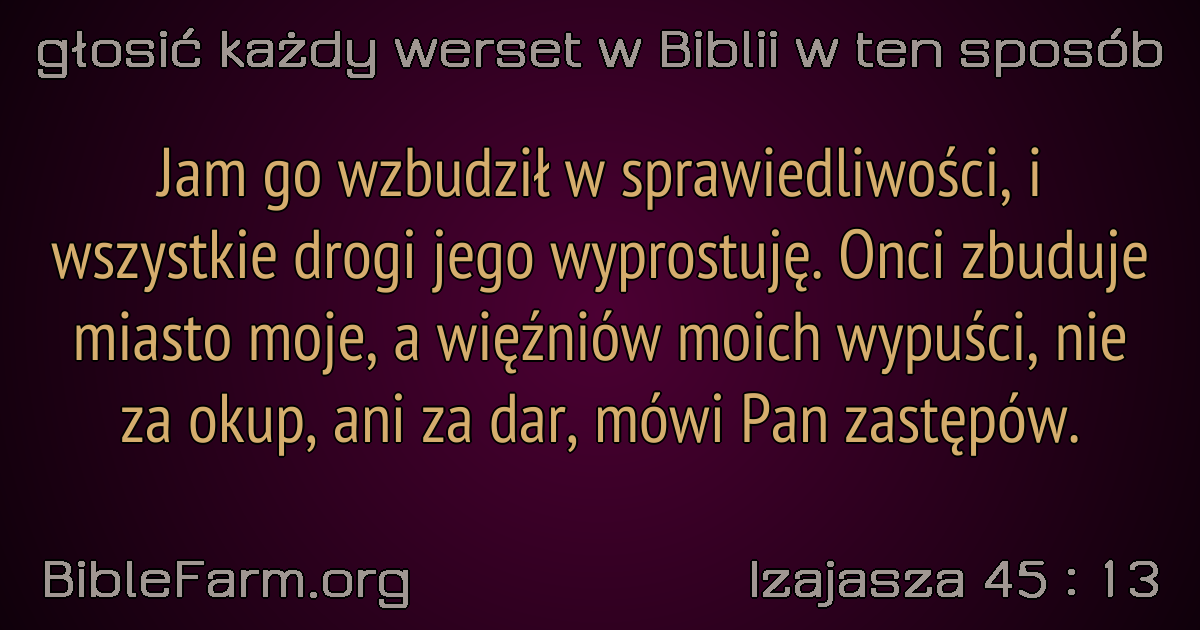 głosić każdy werset w Biblii w ten sposób
Jam go wzbudził w sprawiedliwości, i
wszystkie drogi jego wyprostuję. Onci zbuduje
miasto moje, a więźniów moich wypuści, nie
za okup, ani za dar, mówi Pan zastępów.
BibleFarm.org
Izajasza 45 : 13